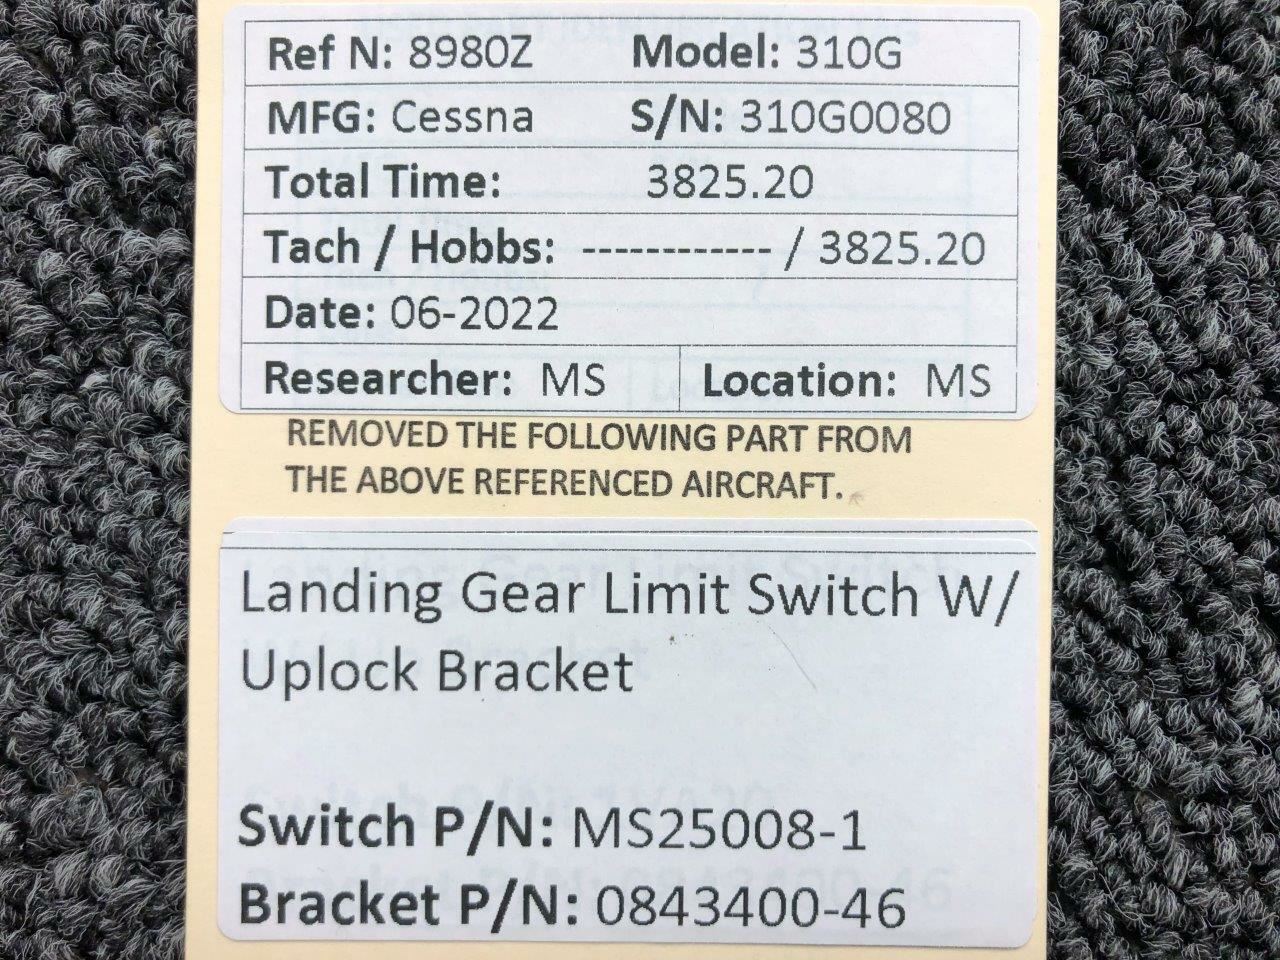 Ref N: 8980Z Model: 310G
MFG: Cessna S/N: 310G0080
Total Time: 3825.20
Tach / Hobbs: ------------ / 3825.20
Date: 06-2022
Researcher: MS Location: MS
REMOVED THE FOLLOWING PART FROM
THE ABOVE REFERENCED AIRCRAFT.
Landing Gear Limit Switch W/
Uplock Bracket
Switch P/N: MS25008-1
Bracket P/N: 0843400-46